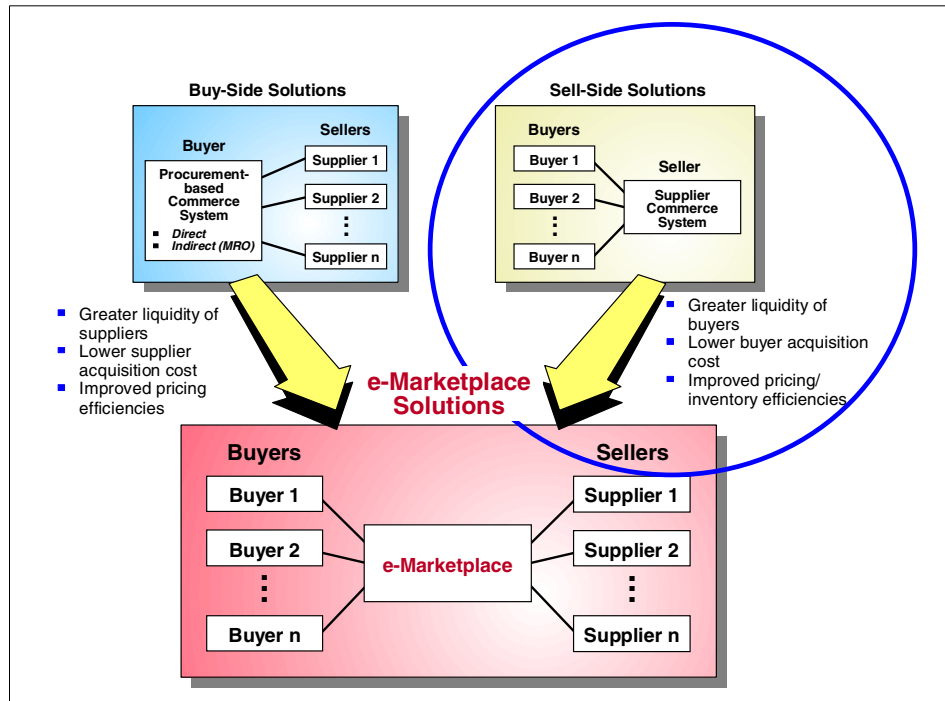 Buy-Side Solutions
Buyer
Procurement-
based
Commerce
System
Direct
Indirect (MRO)
Sellers
Supplier 1
Supplier 2
Supplier n
Sell-Side Solutions
Buyers
Buyer 1
Buyer 2
Buyer n
Seller
Supplier
Commerce
System
Greater liquidity of
suppliers
Lower supplier
acquisition cost
Improved pricing
efficiencies
Greater liquidity of
buyers
Lower buyer acquisition
cost
Improved pricing/
inventory efficiencies
e-Marketplace
Solutions
Buyers
Buyer 1
Buyer 2
Buyer n
e-Marketplace
Sellers
Supplier 1
Supplier 2
Supplier n